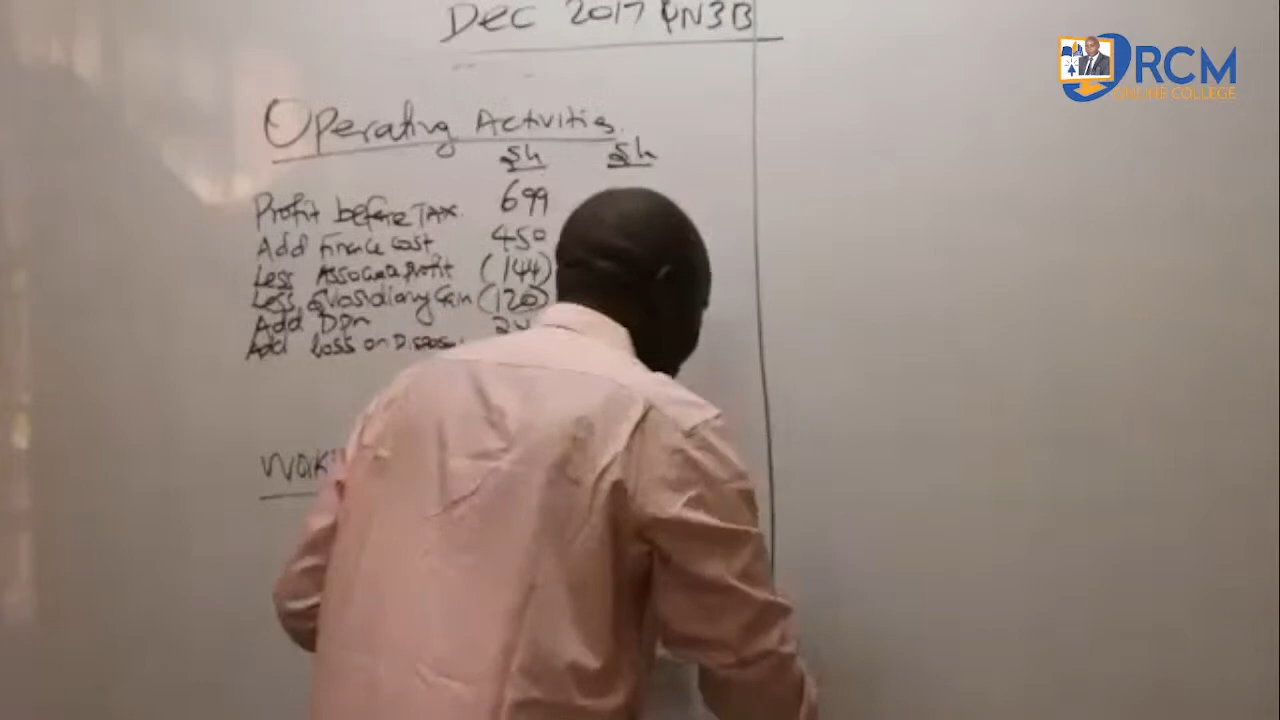 Dec 2017 QN3B
RCM
ONLINE COLLEGE
Operating Activities
Sh Sh
Profit before TAX 699
Add Finance cost 450
Less Associate profit (144)
Less subsidiary Gain (120)
Add Dpn
Add loss on Disposal